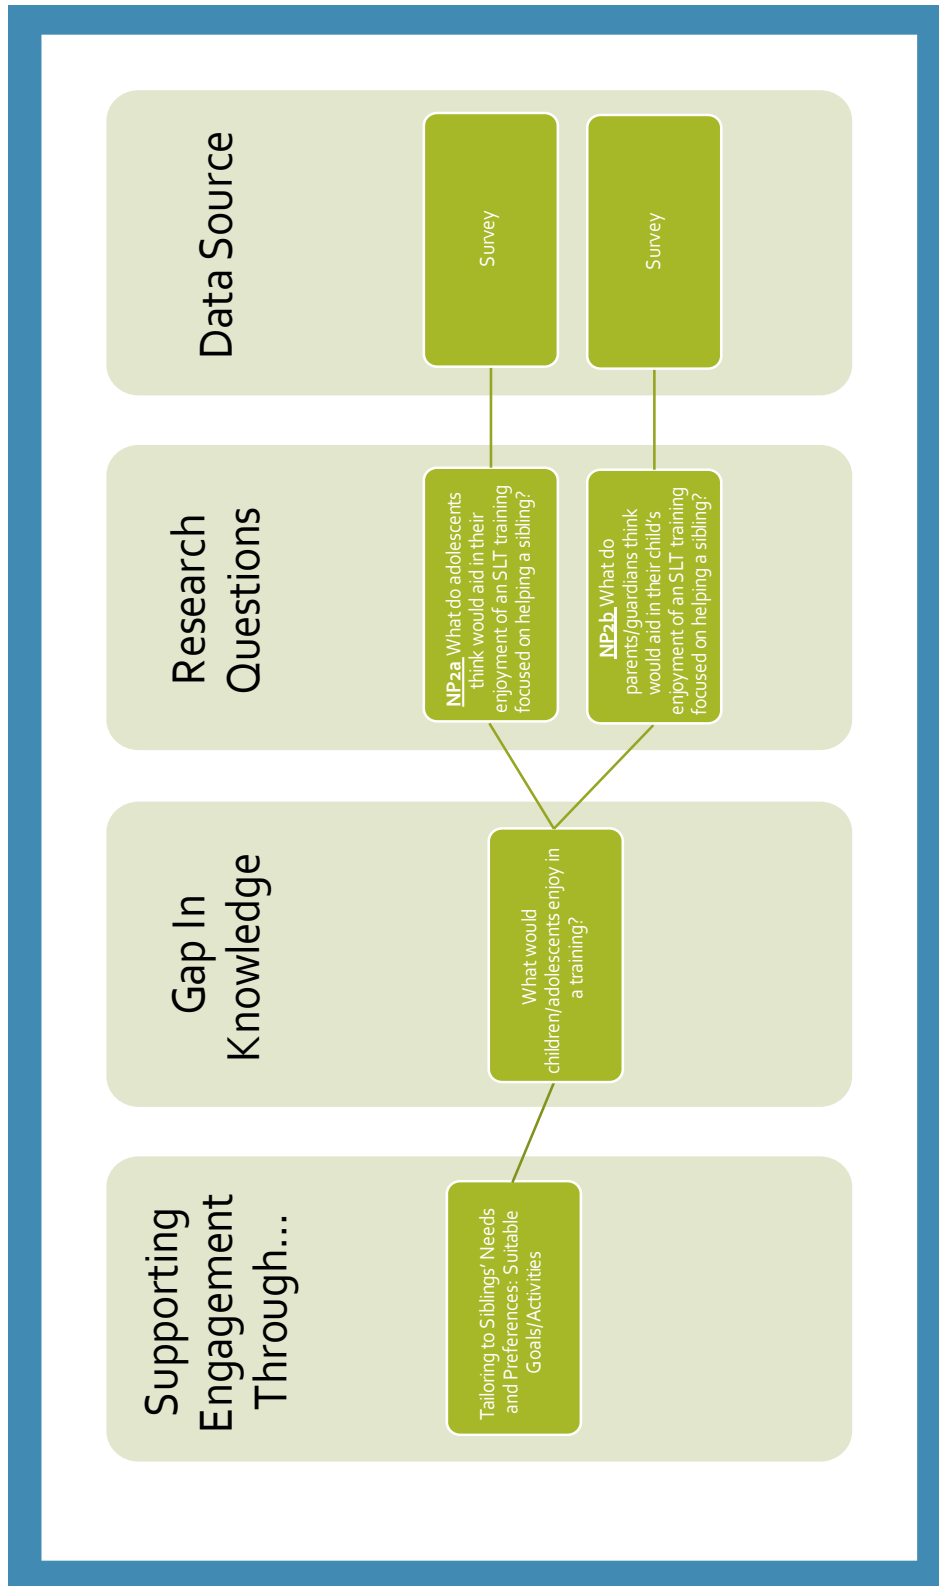 Supporting
Engagement
Through...
Tailoring to Siblings' Needs
and Preferences: Suitable
Goals/Activities
Gap In
Knowledge
What would
children/adolescents enjoy in
a training?
Research
Questions
NP2a What do adolescents
think would aid in their
enjoyment of an SLT training
focused on helping a sibling?
NP2b What do
parents/guardians think
would aid in their child's
enjoyment of an SLT training
focused on helping a sibling?
Data Source
Survey
Survey